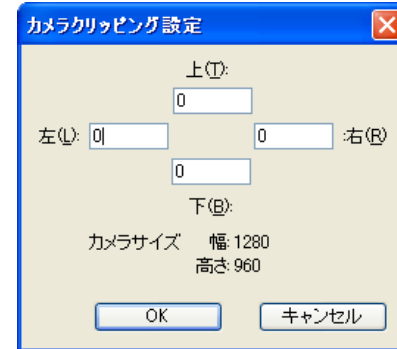 カメラクリッピング設定
上(T):
0
左(L): 0 0 :右(R)
0
下(B):
カメラサイズ 幅: 1280
高さ: 960
OK キャンセル